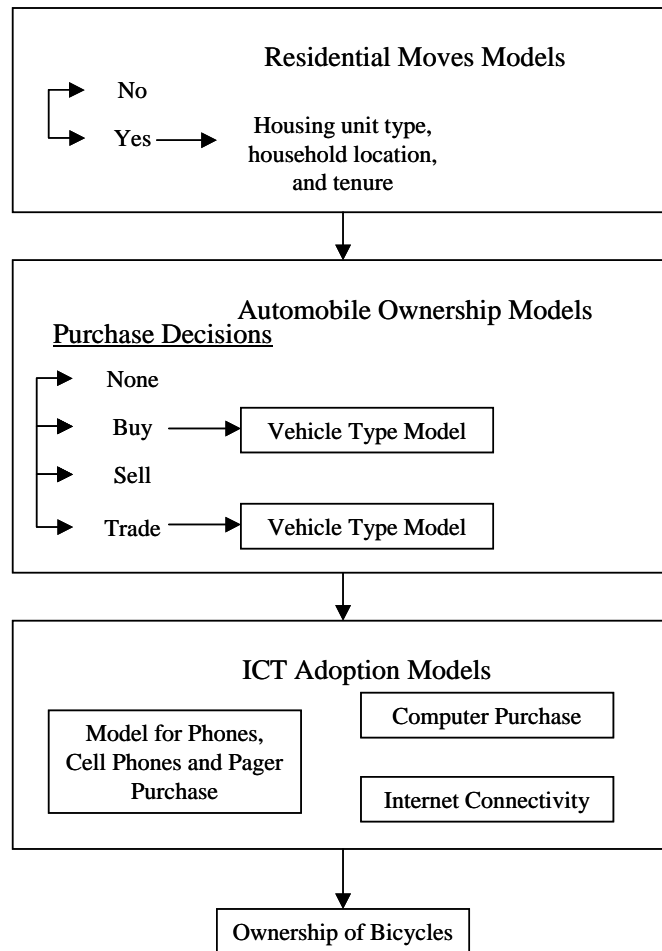 Residential Moves Models
No
Yes
Housing unit type,
household location,
and tenure
Automobile Ownership Models
Purchase Decisions
None
Buy
Vehicle Type Model
Sell
Trade
Vehicle Type Model
ICT Adoption Models
Model for Phones,
Cell Phones and Pager
Purchase
Computer Purchase
Internet Connectivity
Ownership of Bicycles